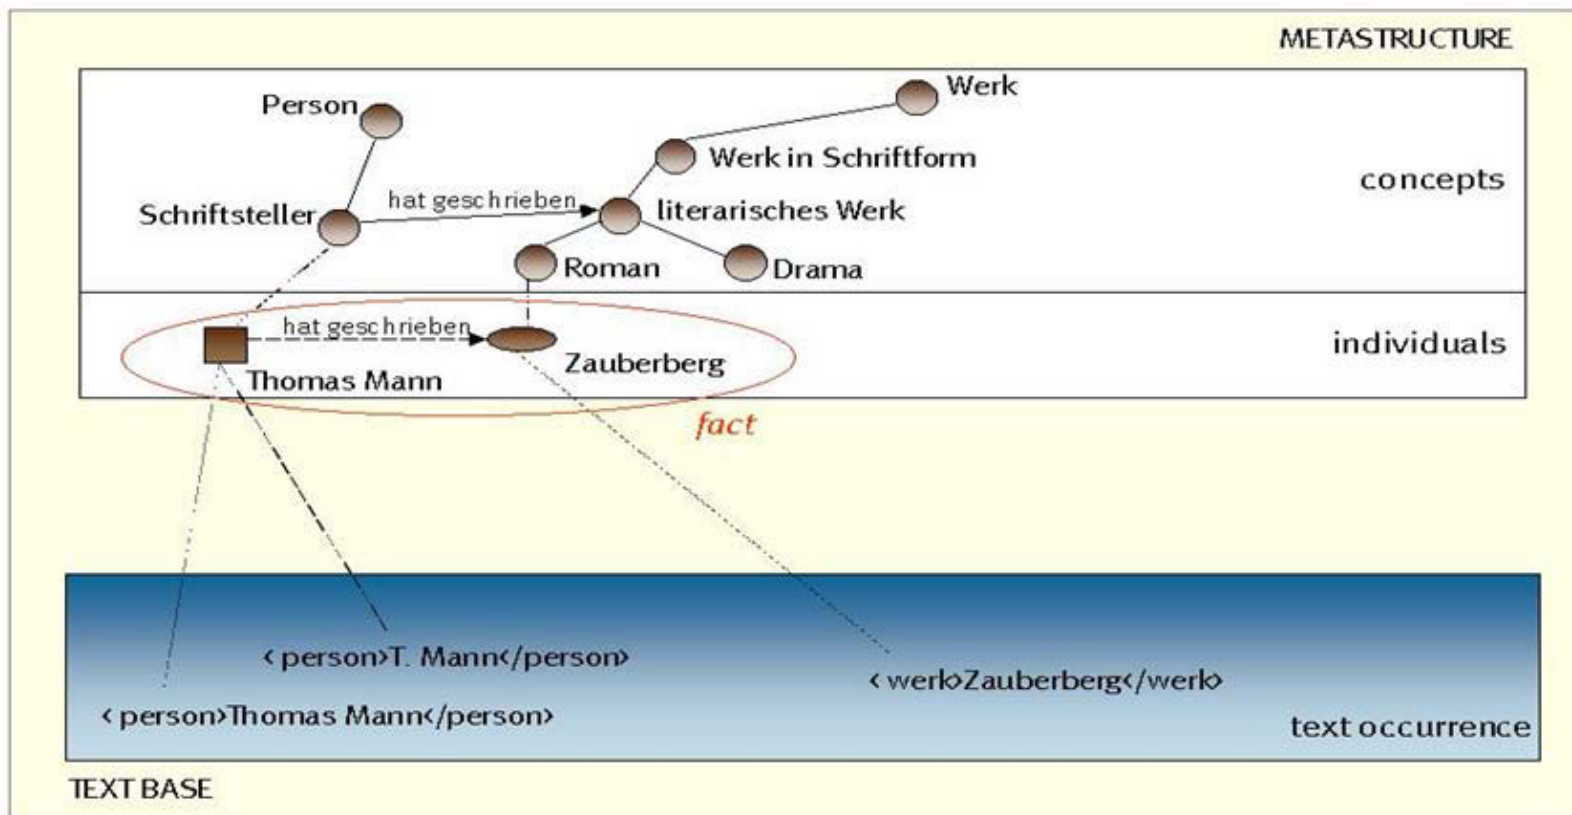 METASTRUCTURE
Werk
Person
Werk in Schriftform
concepts
hat geschrieben
Schriftsteller
literarisches Werk
Roman
Drama
hat geschrieben
individuals
Zauberberg
Thomas Mann
fact
<person>T. Mann</person>
<werk>Zauberberg</werk>
<person>Thomas Mann</person>
text occurrence
TEXT BASE